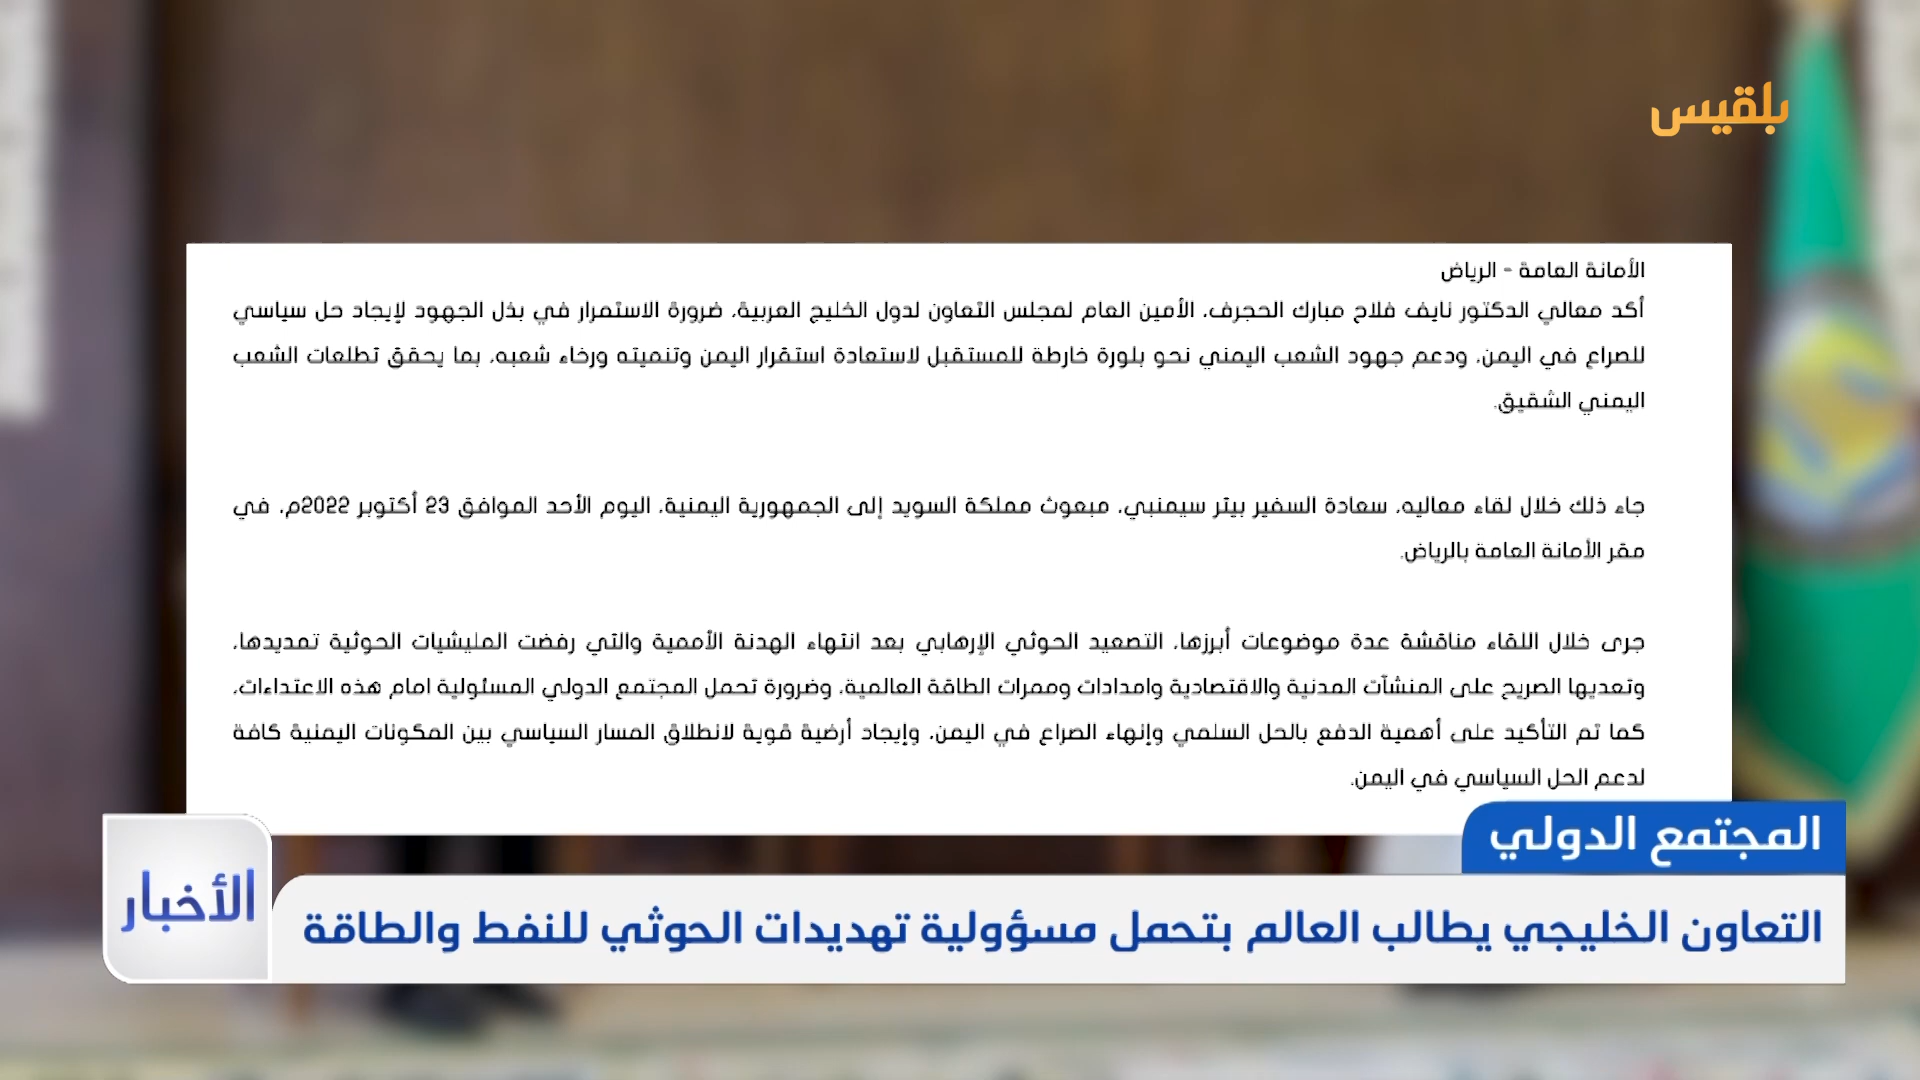 بلقيس
الأمانة العامة - الرياض
أكد معالي الدكتور نايف فلاح مبارك الحجرف، الأمين العام لمجلس التعاون لدول الخليج العربية، ضرورة الاستمرار في بذل الجهود لإيجاد حل سياسي
للصراع في اليمن، ودعم جهود الشعب اليمني نحو بلورة خارطة للمستقبل لاستعادة استقرار اليمن وتنميته ورخاء شعبه، بما يحقق تطلعات الشعب
اليمني الشقيق.
جاء ذلك خلال لقاء معاليه، سعادة السفير بيتر سيمنبي، مبعوث مملكة السويد إلى الجمهورية اليمنية، اليوم الأحد الموافق 23 أكتوبر 2022م، في
مقر الأمانة العامة بالرياض.
جرى خلال اللقاء مناقشة عدة موضوعات أبرزها، التصعيد الحوثي الإرهابي بعد انتهاء الهدنة الأممية والتي رفضت المليشيات الحوثية تمديدها،
وتعديها الصريح على المنشآت المدنية والاقتصادية وامدادات وممرات الطاقة العالمية، وضرورة تحمل المجتمع الدولي المسئولية امام هذه الاعتداءات،
كما تم التأكيد على أهمية الدفع بالحل السلمي وإنهاء الصراع في اليمن، وإيجاد أرضية قوية لانطلاق المسار السياسي بين المكونات اليمنية كافة
لدعم الحل السياسي في اليمن.
المجتمع الدولي
التعاون الخليجي يطالب العالم بتحمل مسؤولية تهديدات الحوثي للنفط والطاقة
الأخبار